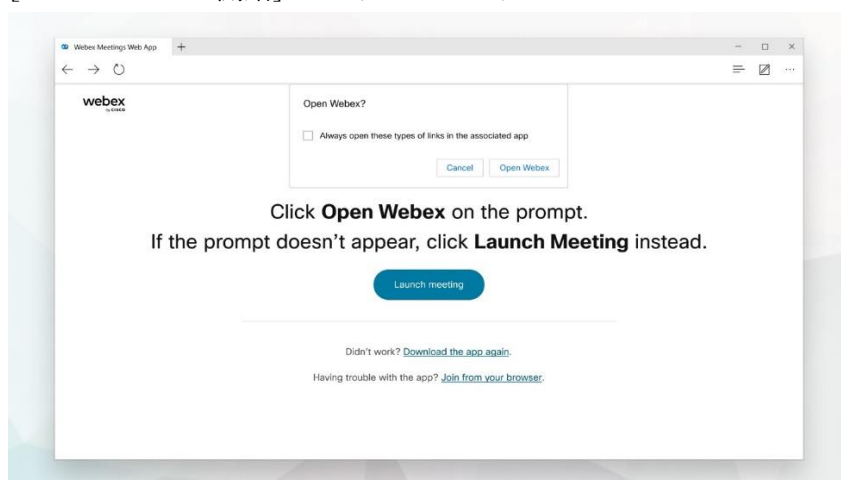 Webex Meetings Web App
webex
by CISCO
Open Webex?
Always open these types of links in the associated app
Cancel
Open Webex
Click Open Webex on the prompt.
If the prompt doesn’t appear, click Launch Meeting instead.
Launch meeting
Didn’t work? Download the app again.
Having trouble with the app? Join from your browser.